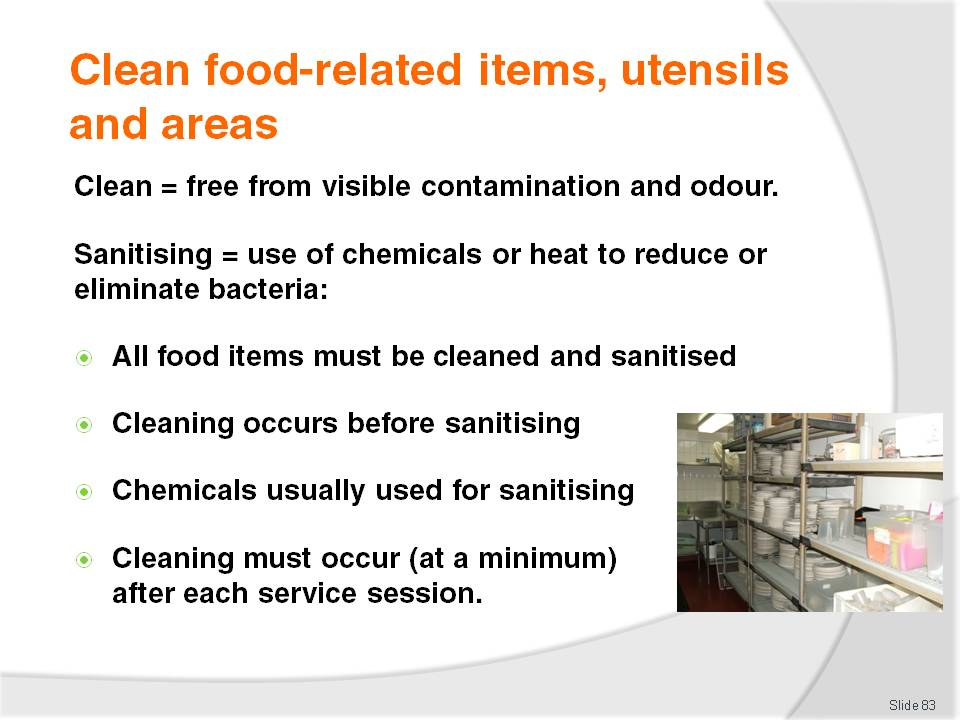 Clean food-related items, utensils
and areas
Clean = free from visible contamination and odour.
Sanitising = use of chemicals or heat to reduce or
eliminate bacteria:
All food items must be cleaned and sanitised
Cleaning occurs before sanitising
Chemicals usually used for sanitising
Cleaning must occur (at a minimum)
after each service session.
Slide 83